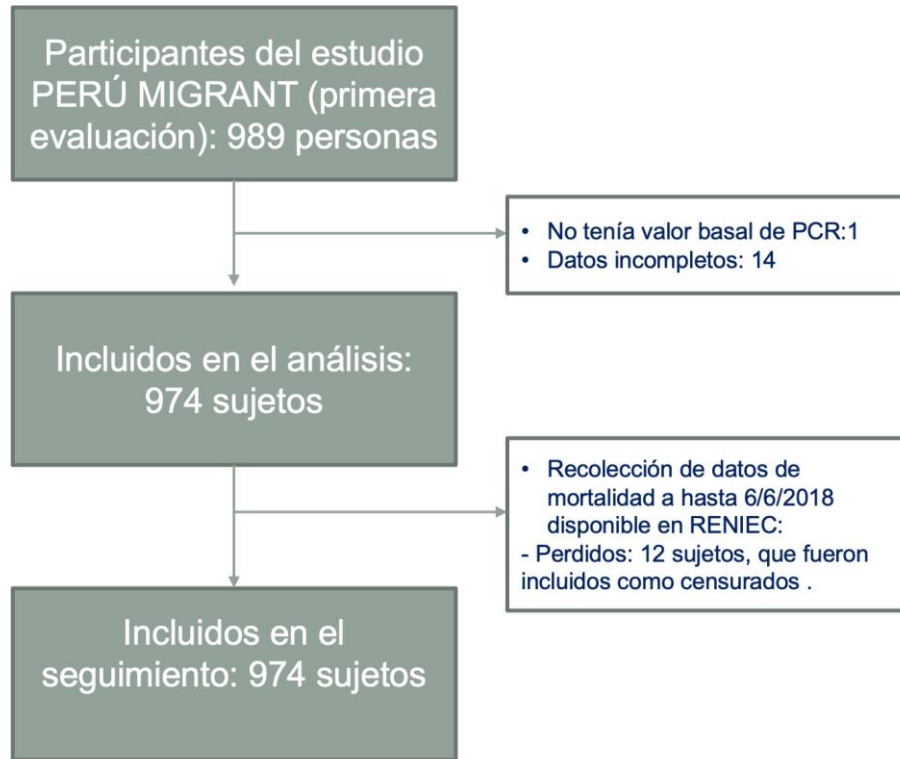 Participantes del estudio
PERÚ MIGRANT (primera
evaluación): 989 personas
• No tenía valor basal de PCR:1
• Datos incompletos: 14
Incluidos en el análisis:
974 sujetos
• Recolección de datos de
mortalidad a hasta 6/6/2018
disponible en RENIEC:
- Perdidos: 12 sujetos, que fueron
incluidos como censurados .
Incluidos en el
seguimiento: 974 sujetos